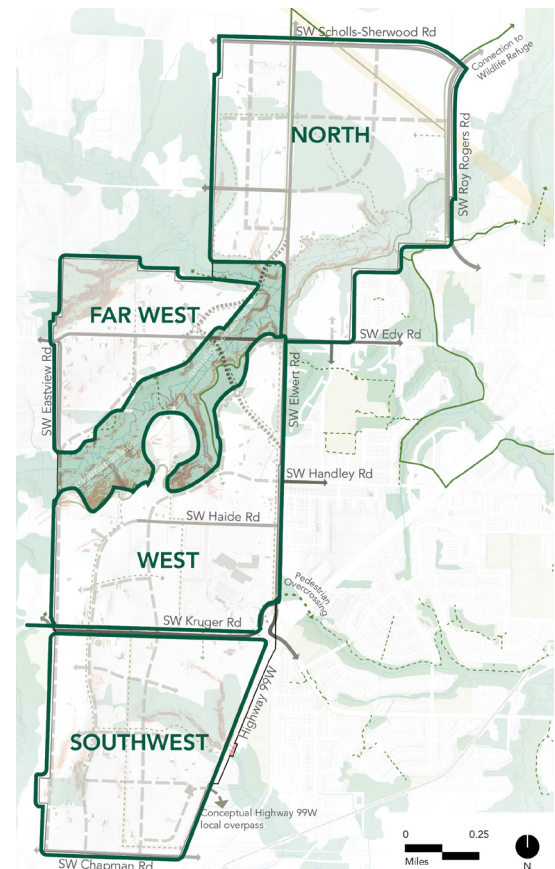 SW Scholls-Sherwood Rd
Connection to
Wildlife Refuge
NORTH
SW Roy Rogers Rd
FAR WEST
SW Edy Rd
SW Eastview Rd
SW Elwert Rd
SW Handley Rd
SW Haide Rd
WEST
Pedestrian
Overcrossing
SW Kruger Rd
Highway 99W
SOUTHWEST
Conceptual Highway 99W
local overpass
SW Chapman Rd
0 0.25
Miles
N